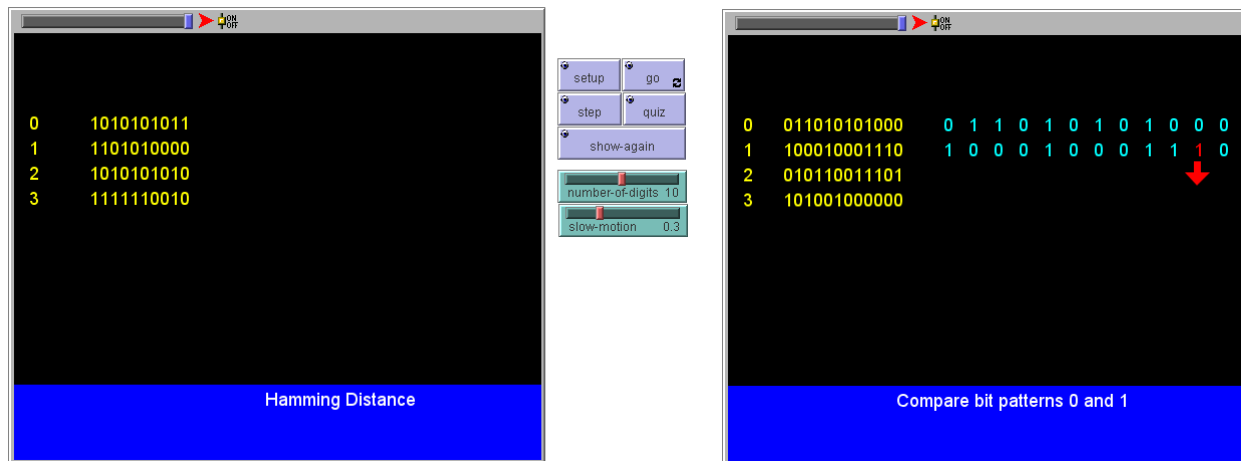 ON
OFF
0 1010101011
1 1101010000
2 1010101010
3 1111110010
Hamming Distance
setup go
step quiz
show-again
number-of-digits 10
slow-motion 0.3
ON
OFF
0 011010101000 0 1 1 0 1 0 1 0 1 0 0 0
1 100010001110 1 0 0 0 1 0 0 0 1 1 1 0
2 010110011101
3 101001000000
Compare bit patterns 0 and 1